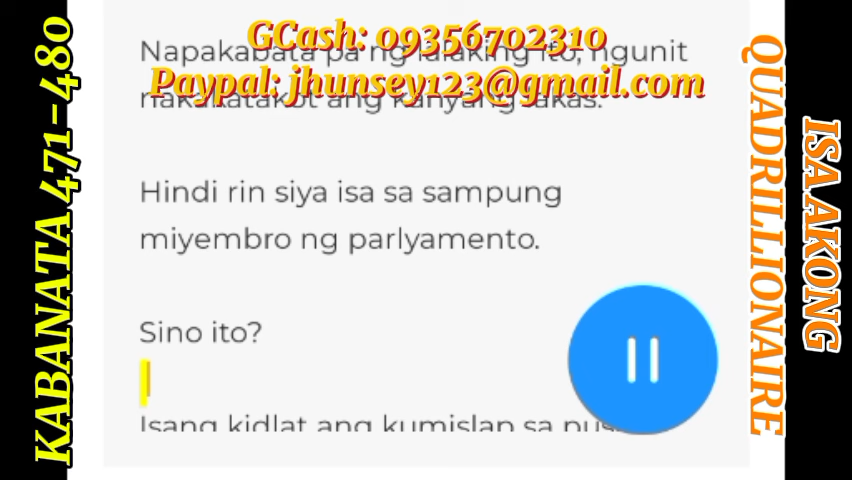 KABANATA 471-480
GCash: 09356702310
Paypal: jhunsey123@gmail.com
Napakabata pa ng lalaking ito, ngunit
nakakatakot ang kanyang lakas.
Hindi rin siya isa sa sampung
miyembro ng parlyamento.
Sino ito?
Isang kidlat ang kumislap sa
ISA AKONG
QUADRILLIONAIRE